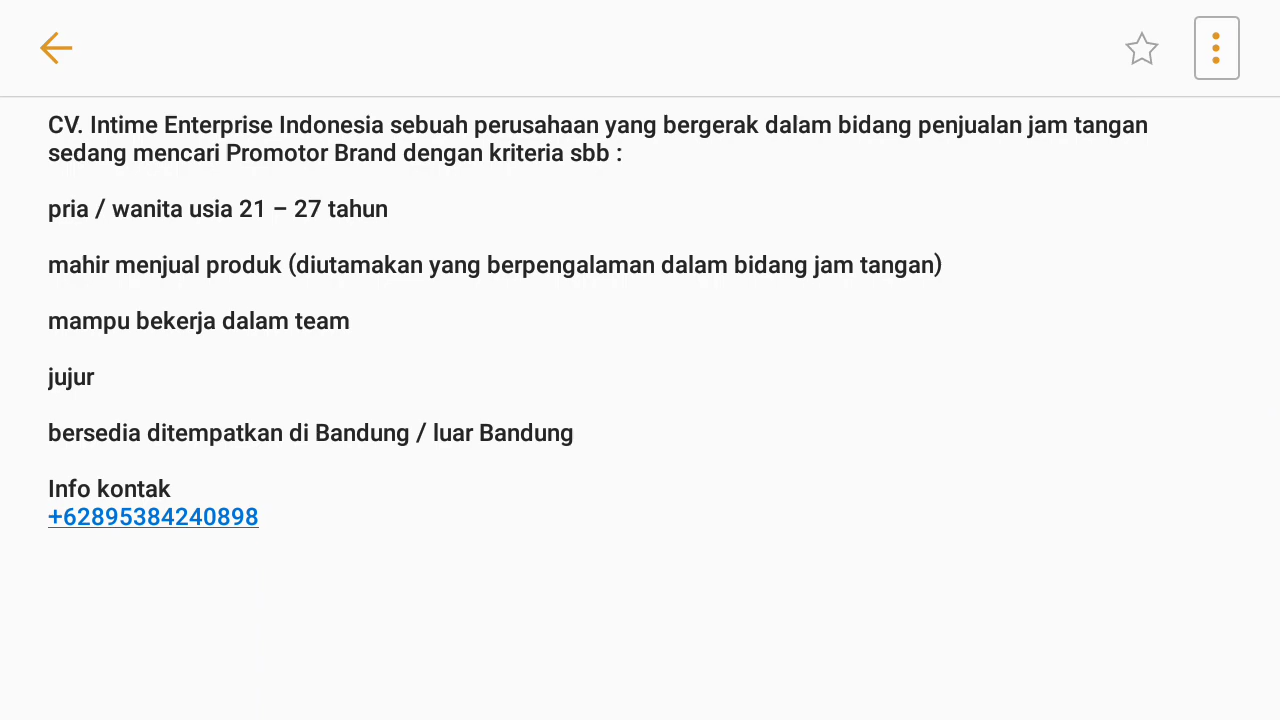 CV. Intime Enterprise Indonesia sebuah perusahaan yang bergerak dalam bidang penjualan jam tangan
sedang mencari Promotor Brand dengan kriteria sbb :
pria / wanita usia 21 – 27 tahun
mahir menjual produk (diutamakan yang berpengalaman dalam bidang jam tangan)
mampu bekerja dalam team
jujur
bersedia ditempatkan di Bandung / luar Bandung
Info kontak
+62895384240898